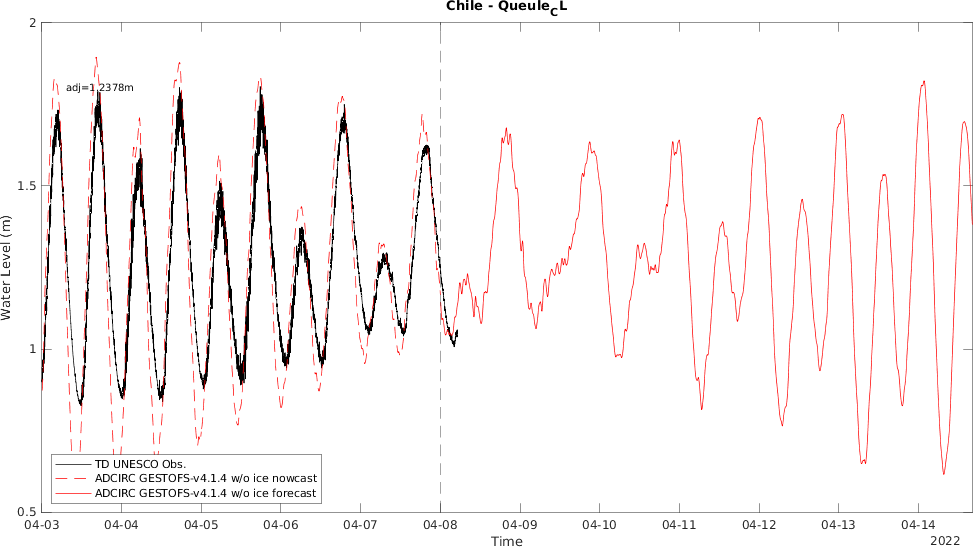 Chile - Queule_CL
2
adj=1.2378m
1.5
Water Level (m)
1
TD UNESCO Obs.
ADCIRC GESTOFS-v4.1.4 w/o ice nowcast
ADCIRC GESTOFS-v4.1.4 w/o ice forecast
0.5
04-03 04-04 04-05 04-06 04-07 04-08 04-09 04-10 04-11 04-12 04-13 04-14
Time
2022